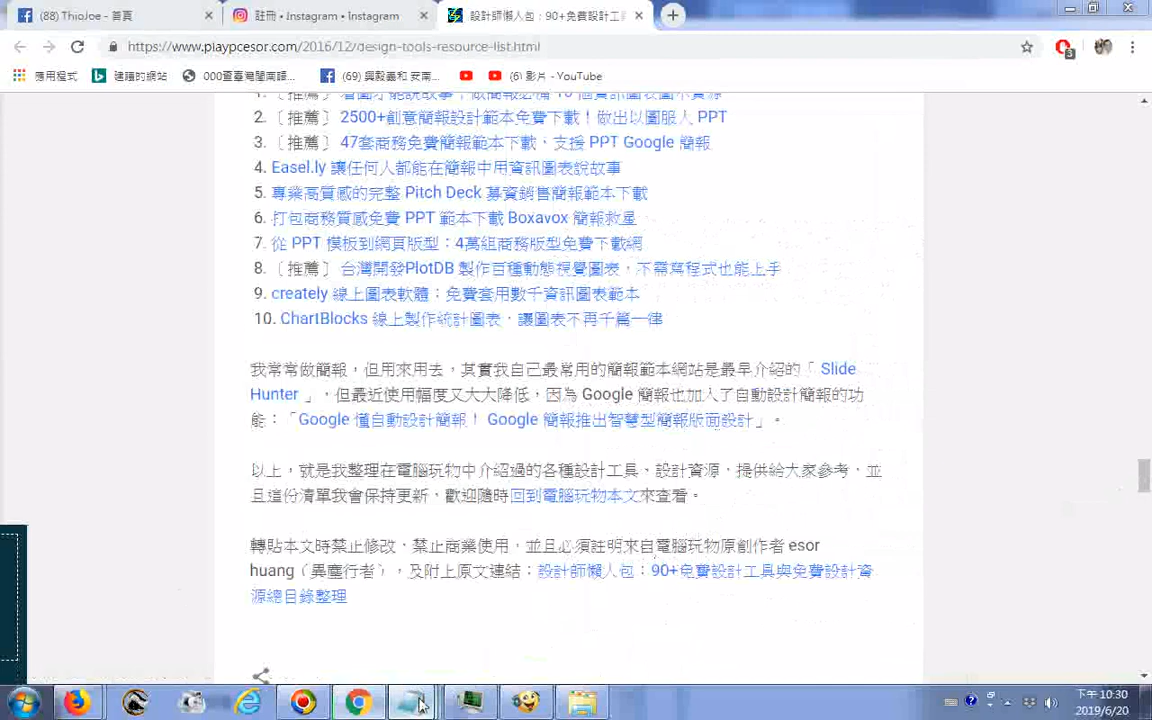 (88) ThioJoe - 首頁
註冊 • Instagram • Instagram
設計師懶人包：90+免費設計工
https://www.playpcesor.com/2016/12/design-tools-resource-list.html
3
應用程式
建議的網站
000臺灣閩南語...
(69) 與毅義和 安南...
(6) 影片 - YouTube
2. 〔推薦〕 2500+創意簡報設計範本免費下載！做出以圖服人 PPT
3. 〔推薦〕 47套商務免費簡報範本下載，支援 PPT Google 簡報
4. Easel.ly 讓任何人都能在簡報中用資訊圖表說故事
5. 專業高質感的完整 Pitch Deck 募資銷售簡報範本下載
6. 打包商務質感免費 PPT 範本下載 Boxavox 簡報救星
7. 從 PPT 模板到網頁版型：4萬組商務版型免費下載網
8. 〔推薦〕 台灣開發PlotDB 製作百種動態視覺圖表，不需寫程式也能上手
9. creately 線上圖表軟體：免費套用數千資訊圖表範本
10. ChartBlocks 線上製作統計圖表，讓圖表不再千篇一律
我常常做簡報，但用來用去，其實我自己最常用的簡報範本網站是最早介紹的「 Slide
Hunter 」，但最近使用幅度又大大降低，因為 Google 簡報也加入了自動設計簡報的功
能：「Google 懂自動設計簡報！ Google 簡報推出智慧型簡報版面設計」。
以上，就是我整理在電腦玩物中介紹過的各種設計工具、設計資源，提供給大家參考，並
且這份清單我會保持更新，歡迎隨時回到電腦玩物本文來查看。
轉貼本文時禁止修改，禁止商業使用，並且必須註明來自電腦玩物原創作者 esor
huang（異塵行者），及附上原文連結：設計師懶人包：90+免費設計工具與免費設計資
源總目錄整理
下午 10:30
2019/6/20